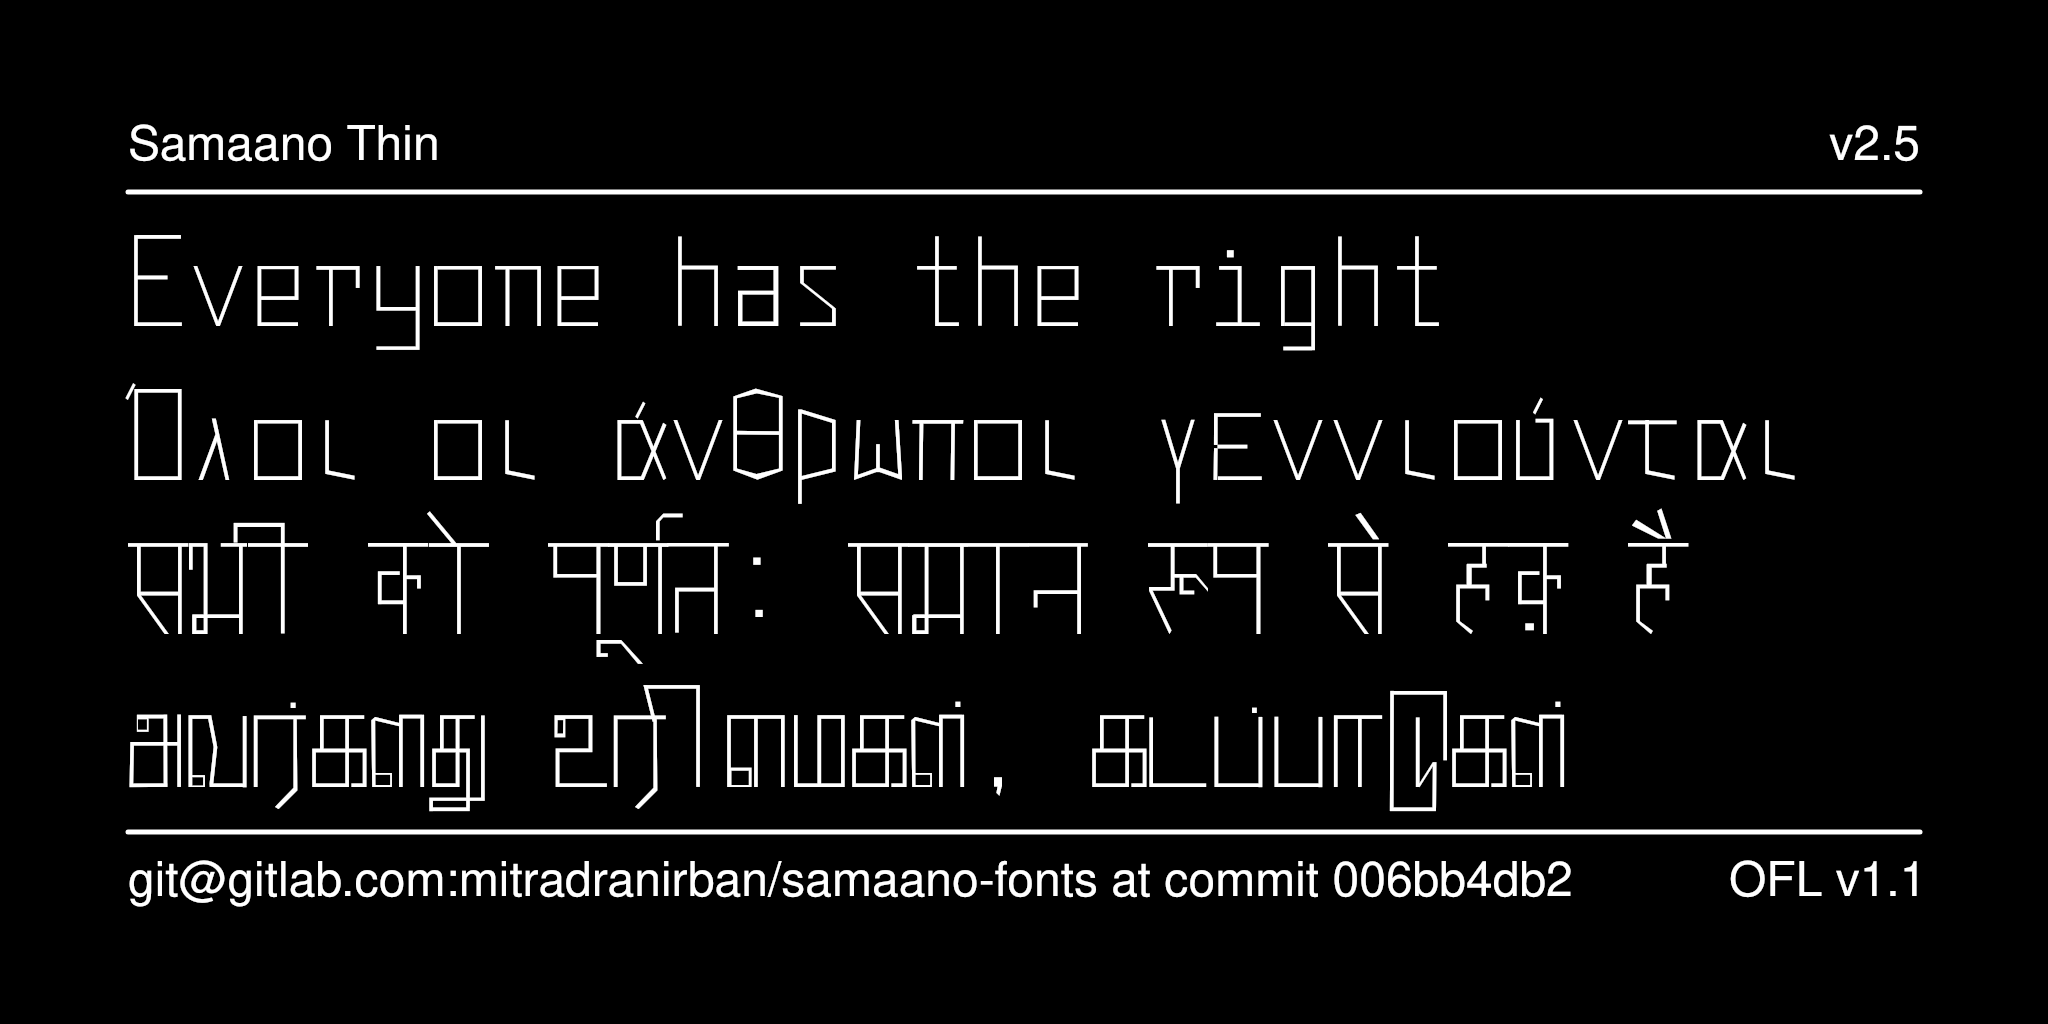 Samaano Thin
v2.5
Everyone has the right
Όλοι οι άνθρωποι γεννιούνται
सभी को पूर्णत: समान रूप से हक़ है
அவர்களது உரிமைகள், கடப்பாடுகள்
git@gitlab.com:mitradranirban/samaano-fonts at commit 006bb4db2
OFL v1.1